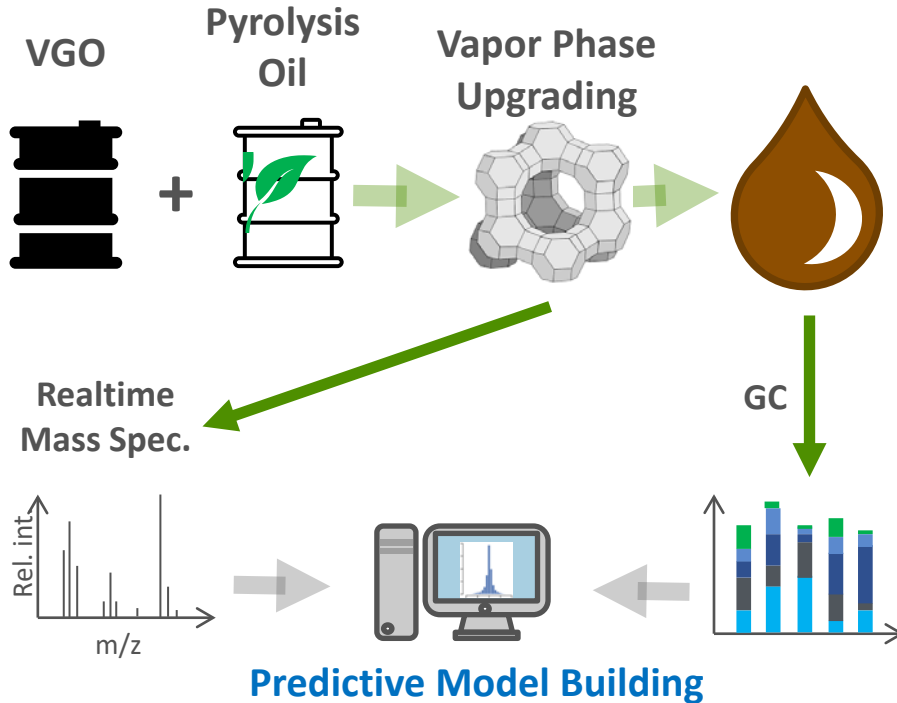 VGO
Pyrolysis
Oil
Vapor Phase
Upgrading
+
Realtime
Mass Spec.
GC
Rel. int.
m/z
Predictive Model Building